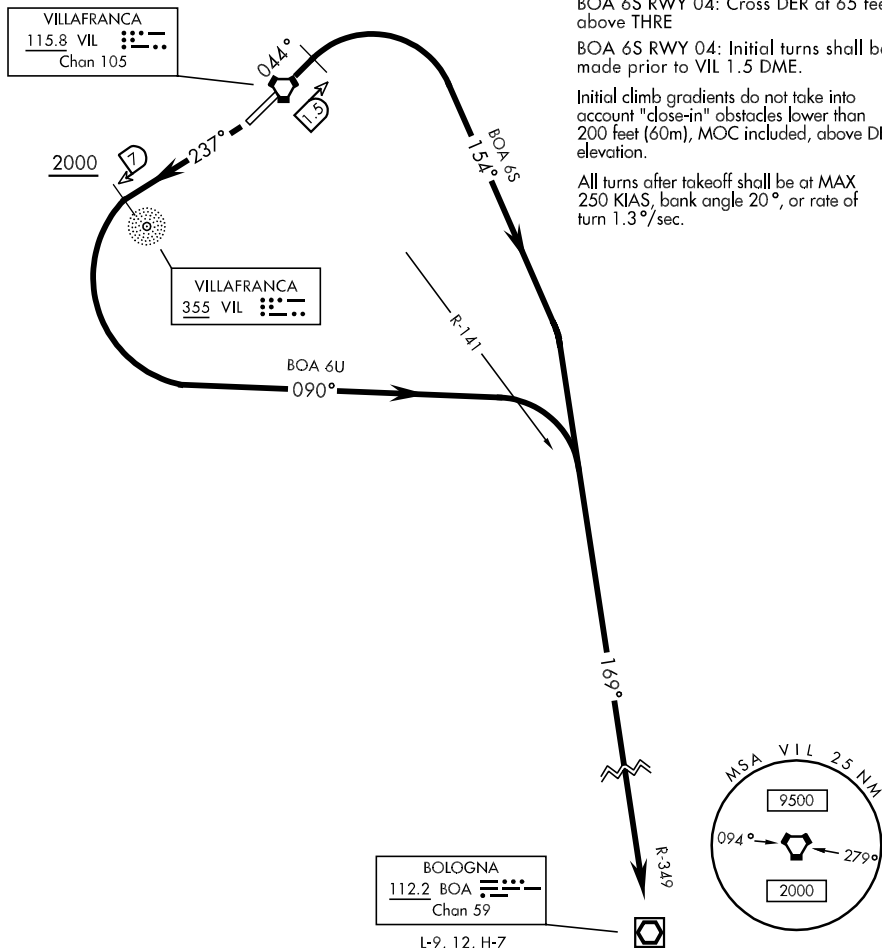 BOA 6S RWY 04: Cross DER at 65
above THRE
BOA 6S RWY 04: Initial turns shall
made prior to VIL 1.5 DME.
Initial climb gradients do not take into
account "close-in" obstacles lower than
200 feet (60m), MOC included, above
elevation.
All turns after takeoff shall be at MAX
250 KIAS, bank angle 20°, or rate of
turn 1.3°/sec.
VILLAFRANCA
115.8 VIL
Chan 105
044°
1.5
237°
7
2000
BOA 6S
154°
VILLAFRANCA
355 VIL
R-141
BOA 6U
090°
169°
MSA VIL 25 NM
9500
094°
279°
2000
R-349
BOLOGNA
112.2 BOA
Chan 59
L-9, 12, H-7